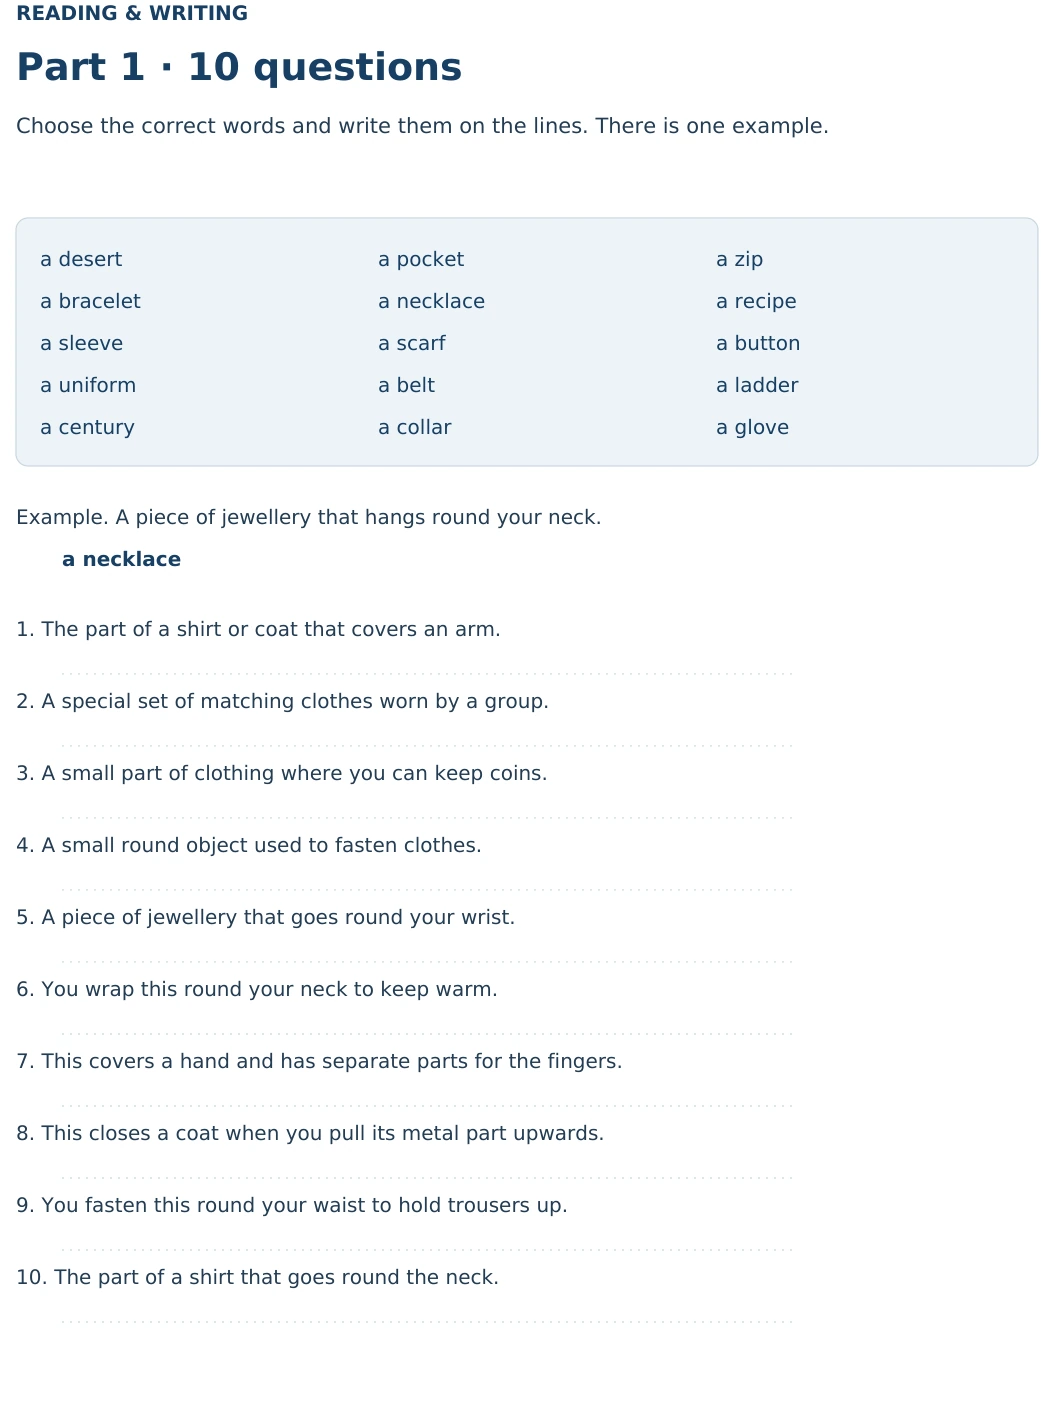 READING & WRITING
Part 1 · 10 questions
Choose the correct words and write them on the lines. There is one example.
a desert a pocket a zip
a bracelet a necklace a recipe
a sleeve a scarf a button
a uniform a belt a ladder
a century a collar a glove
Example. A piece of jewellery that hangs round your neck.
a necklace
1. The part of a shirt or coat that covers an arm.
2. A special set of matching clothes worn by a group.
3. A small part of clothing where you can keep coins.
4. A small round object used to fasten clothes.
5. A piece of jewellery that goes round your wrist.
6. You wrap this round your neck to keep warm.
7. This covers a hand and has separate parts for the fingers.
8. This closes a coat when you pull its metal part upwards.
9. You fasten this round your waist to hold trousers up.
10. The part of a shirt that goes round the neck.